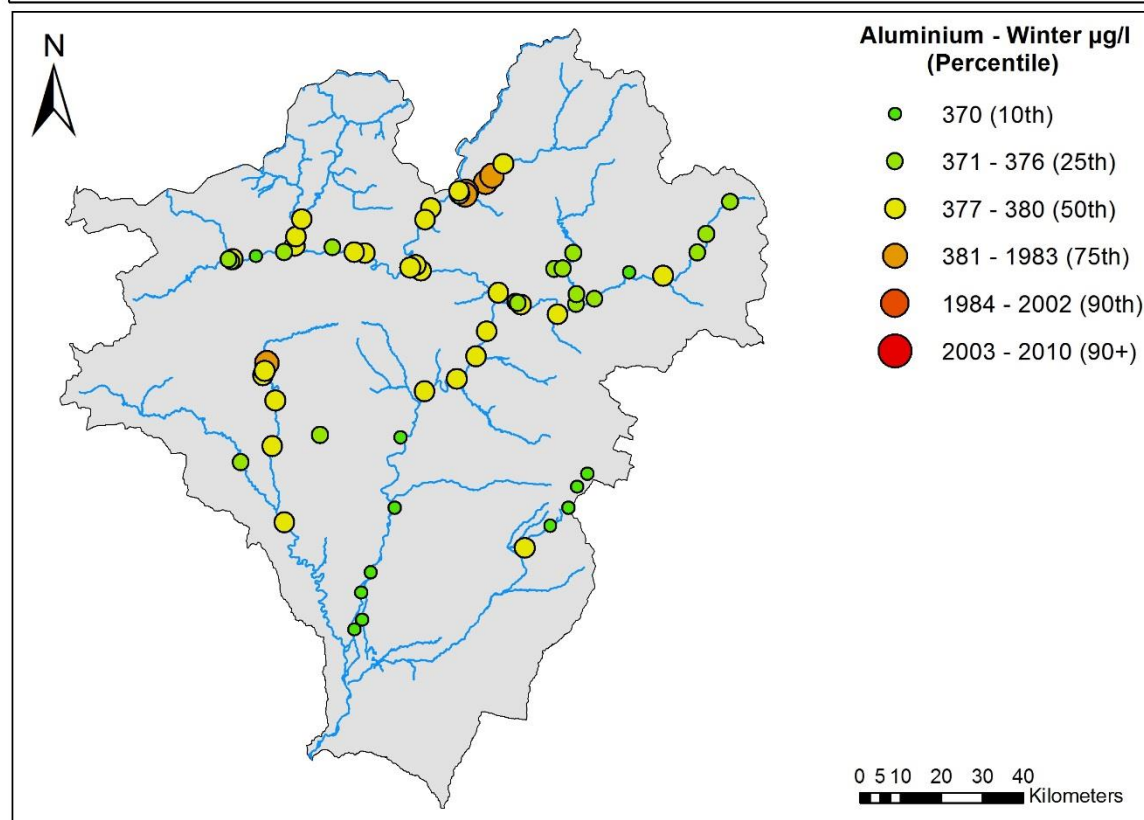 N
Aluminium - Winter µg/l
(Percentile)
370 (10th)
371 - 376 (25th)
377 - 380 (50th)
381 - 1983 (75th)
1984 - 2002 (90th)
2003 - 2010 (90+)
0 5 10 20 30 40
Kilometers